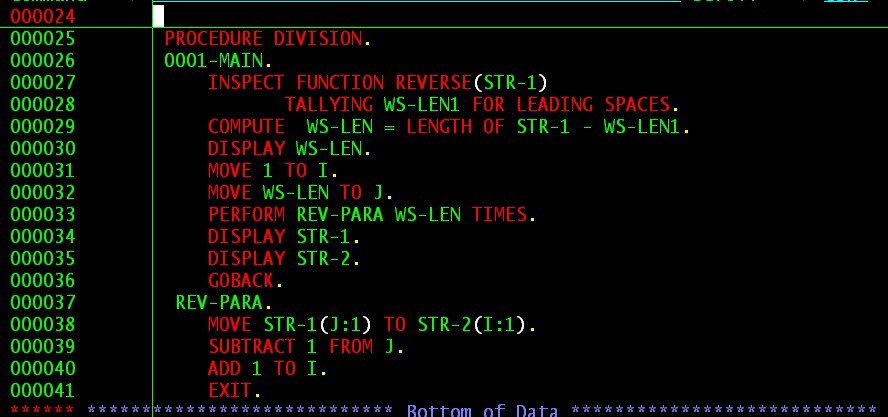 000024
000025 PROCEDURE DIVISION.
000026 0001-MAIN.
000027 INSPECT FUNCTION REVERSE(STR-1)
000028 TALLYING WS-LEN1 FOR LEADING SPACES.
000029 COMPUTE  WS-LEN = LENGTH OF STR-1 - WS-LEN1.
000030 DISPLAY WS-LEN.
000031 MOVE 1 TO I.
000032 MOVE WS-LEN TO J.
000033 PERFORM REV-PARA WS-LEN TIMES.
000034 DISPLAY STR-1.
000035 DISPLAY STR-2.
000036 GOBACK.
000037 REV-PARA.
000038 MOVE STR-1(J:1) TO STR-2(I:1).
000039 SUBTRACT 1 FROM J.
000040 ADD 1 TO I.
000041 EXIT.
****** **************************** Bottom of Data ****************************